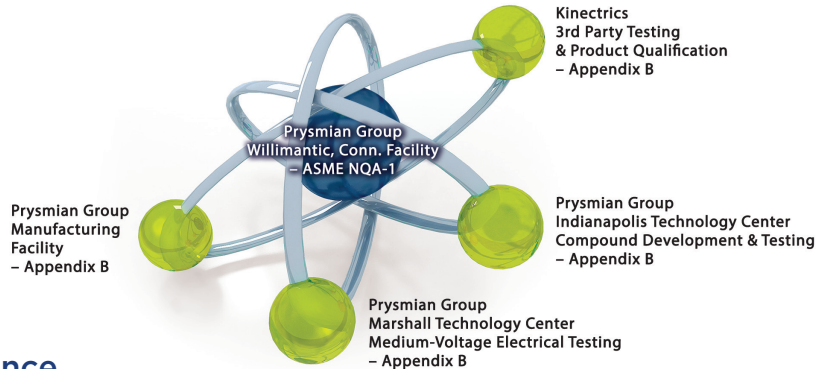 Kinectrics
3rd Party Testing
& Product Qualification
– Appendix B
Prysmian Group
Willimantic, Conn. Facility
– ASME NQA-1
Prysmian Group
Manufacturing
Facility
– Appendix B
Prysmian Group
Indianapolis Technology Center
Compound Development & Testing
– Appendix B
Prysmian Group
Marshall Technology Center
Medium-Voltage Electrical Testing
– Appendix B